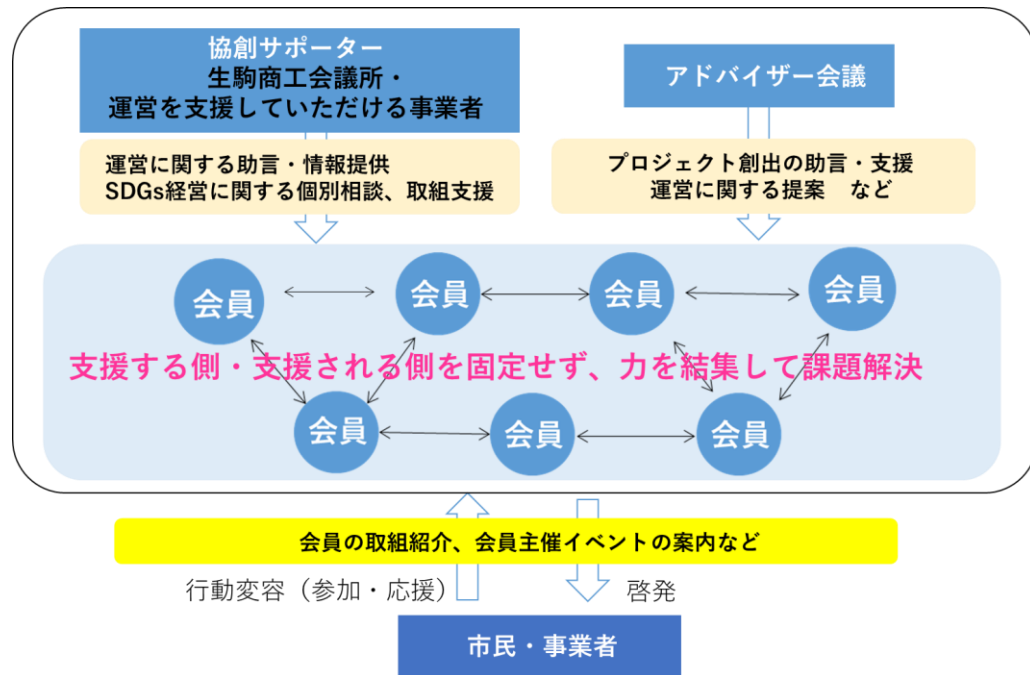 協創サポーター
生駒商工会議所・
運営を支援していただける事業者
アドバイザー会議
運営に関する助言・情報提供
SDGs経営に関する個別相談、取組支援
プロジェクト創出の助言・支援
運営に関する提案　など
会員
会員
会員
会員
支援する側・支援される側を固定せず、力を結集して課題解決
会員
会員
会員
会員の取組紹介、会員主催イベントの案内など
行動変容（参加・応援）
啓発
市民・事業者